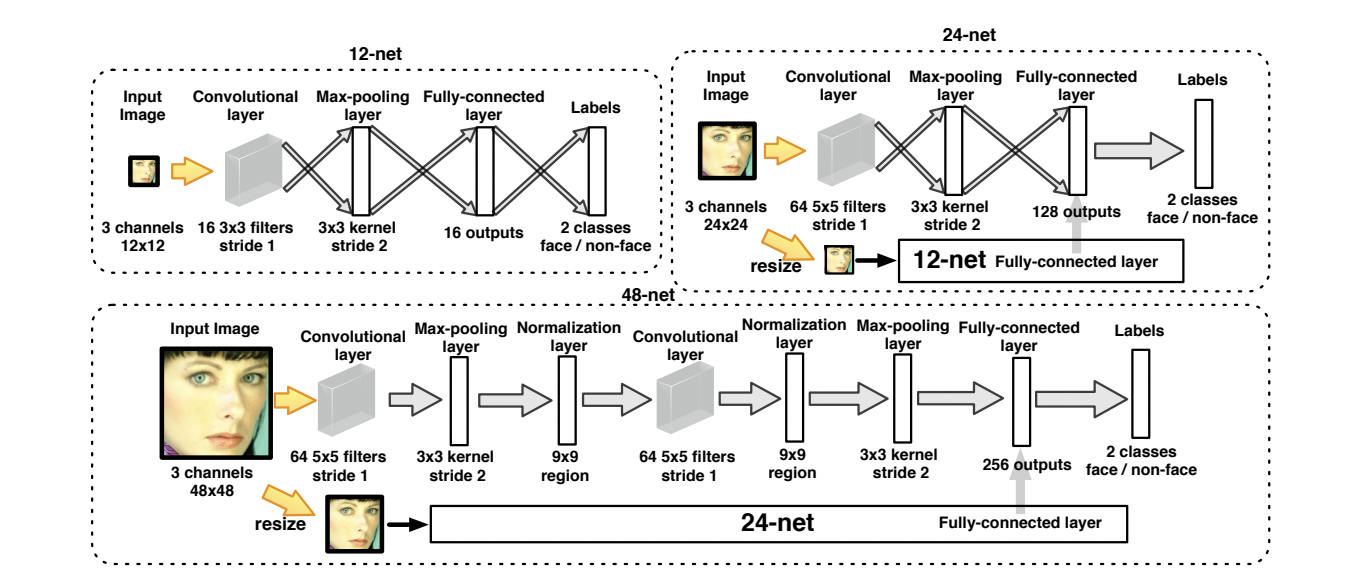 12-net
Input
Image
Convolutional
layer
Max-pooling
layer
Fully-connected
layer
Labels
3 channels
12x12
16 3x3 filters
stride 1
3x3 kernel
stride 2
16 outputs
2 classes
face / non-face
24-net
Input
Image
Convolutional
layer
Max-pooling
layer
Fully-connected
layer
Labels
3 channels
24x24
64 5x5 filters
stride 1
3x3 kernel
stride 2
128 outputs
2 classes
face / non-face
resize
12-net Fully-connected layer
48-net
Input Image
Convolutional
layer
Max-pooling
layer
Normalization
layer
Convolutional
layer
Normalization
layer
Max-pooling
layer
Fully-connected
layer
Labels
3 channels
48x48
64 5x5 filters
stride 1
3x3 kernel
stride 2
9x9
region
64 5x5 filters
stride 1
9x9
region
3x3 kernel
stride 2
256 outputs
2 classes
face / non-face
resize
24-net Fully-connected layer